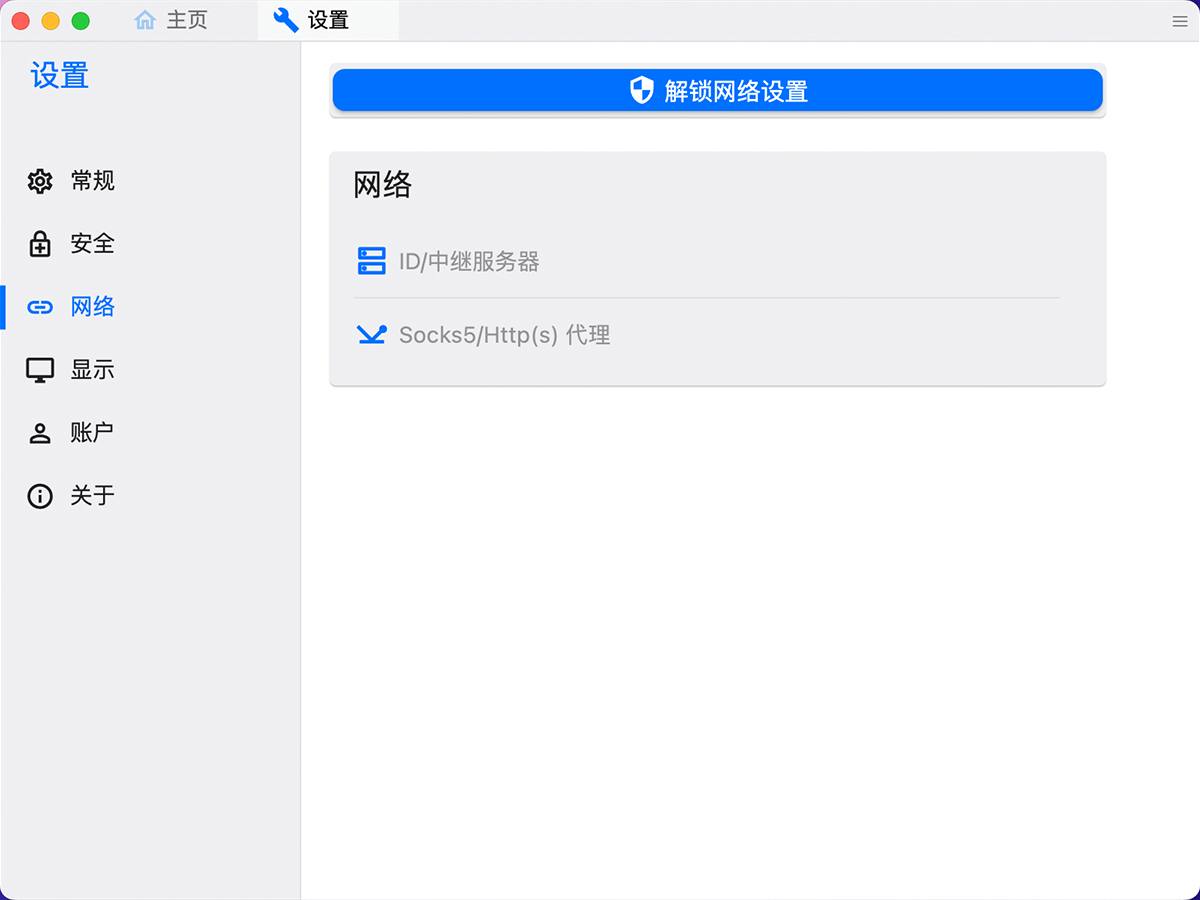 主页
设置
设置
常规
安全
网络
显示
账户
关于
解锁网络设置
网络
ID/中继服务器
Socks5/Http(s) 代理